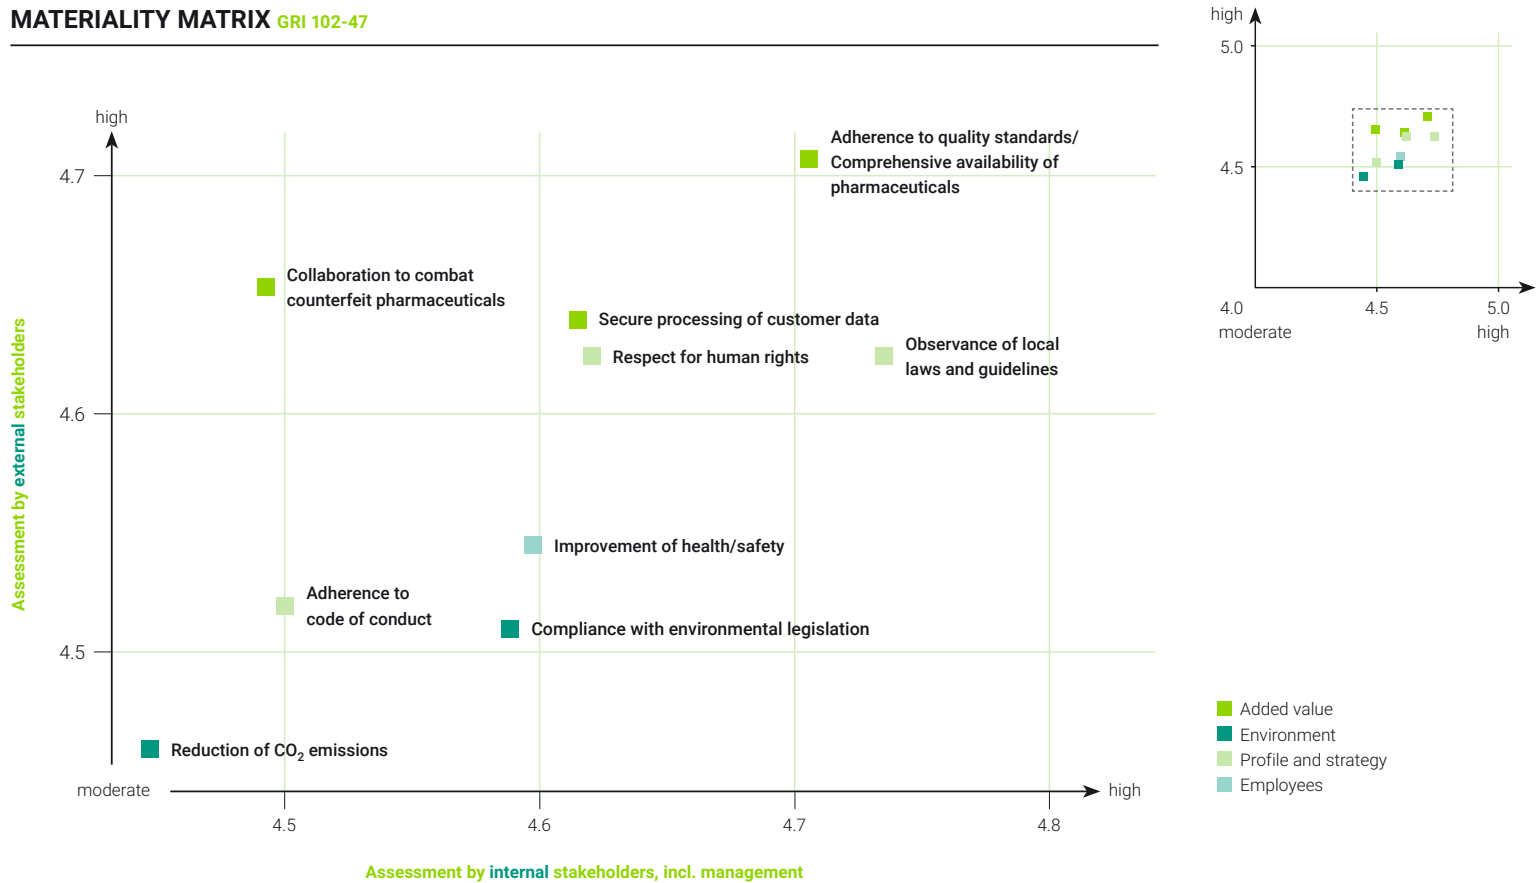 MATERIALITY MATRIX GRI 102-47
high
4.7
4.6
4.5
moderate
high
4.5
4.6
4.7
4.8
Assessment by external stakeholders
Assessment by internal stakeholders, incl. management
Adherence to quality standards/
Comprehensive availability of
pharmaceuticals
Collaboration to combat
counterfeit pharmaceuticals
Secure processing of customer data
Respect for human rights
Observance of local
laws and guidelines
Improvement of health/safety
Adherence to
code of conduct
Compliance with environmental legislation
Reduction of CO2 emissions
high
5.0
4.5
4.0
4.5
5.0
moderate
high
Added value
Environment
Profile and strategy
Employees